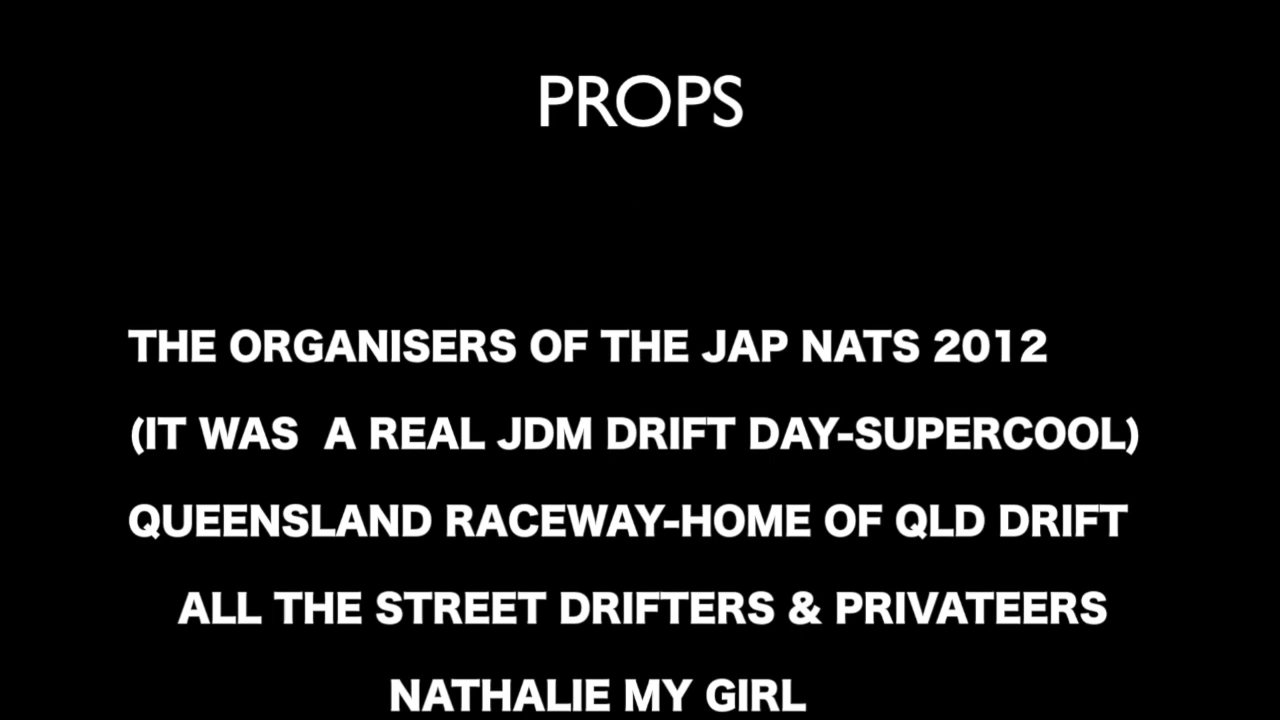 PROPS
THE ORGANISERS OF THE JAP NATS 2012
(IT WAS  A REAL JDM DRIFT DAY-SUPERCOOL)
QUEENSLAND RACEWAY-HOME OF QLD DRIFT
ALL THE STREET DRIFTERS & PRIVATEERS
NATHALIE MY GIRL